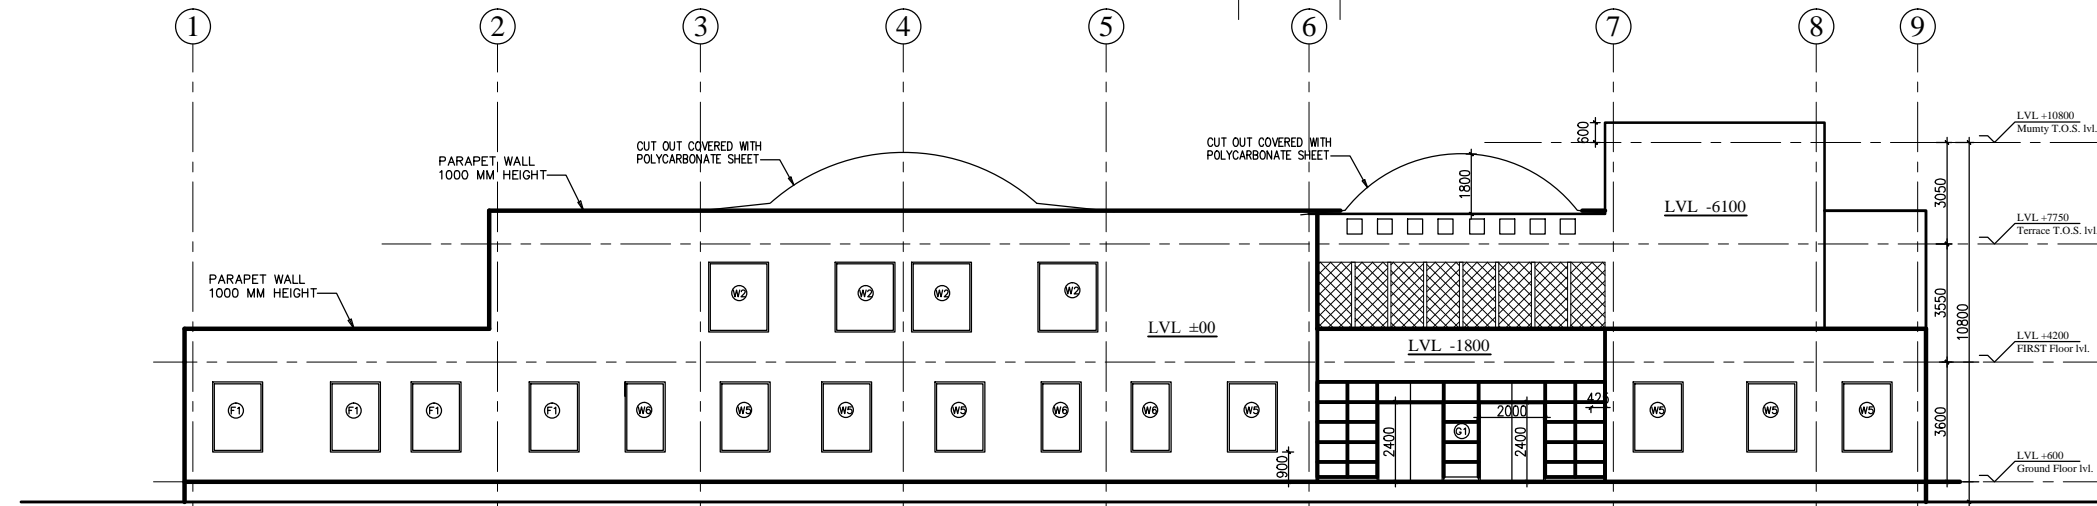 1 2 3 4 5 6 7 8 9
LVL +10800
Mumty T.O.S. lvl.
600
CUT OUT COVERED WITH
POLYCARBONATE SHEET
CUT OUT COVERED WITH
POLYCARBONATE SHEET
PARAPET WALL
1000 MM HEIGHT
1800
3050
LVL -6100
LVL +7750
Terrace T.O.S. lvl.
PARAPET WALL
1000 MM HEIGHT
W2 W2 W2 W2
3550
10800
LVL ±00
LVL -1800
LVL +4200
FIRST Floor lvl.
F1 F1 F1 F1 W6 W5 W5 W5 W6 W6 W5
425
2000
G1
W5 W5 W5
2400
2400
3600
900
LVL +600
Ground Floor lvl.